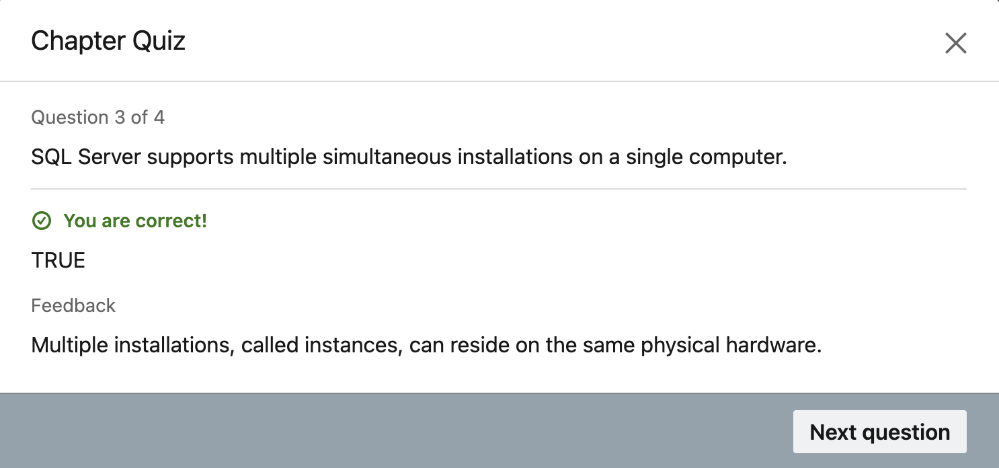 Chapter Quiz
Question 3 of 4
SQL Server supports multiple simultaneous installations on a single computer.
You are correct!
TRUE
Feedback
Multiple installations, called instances, can reside on the same physical hardware.
Next question